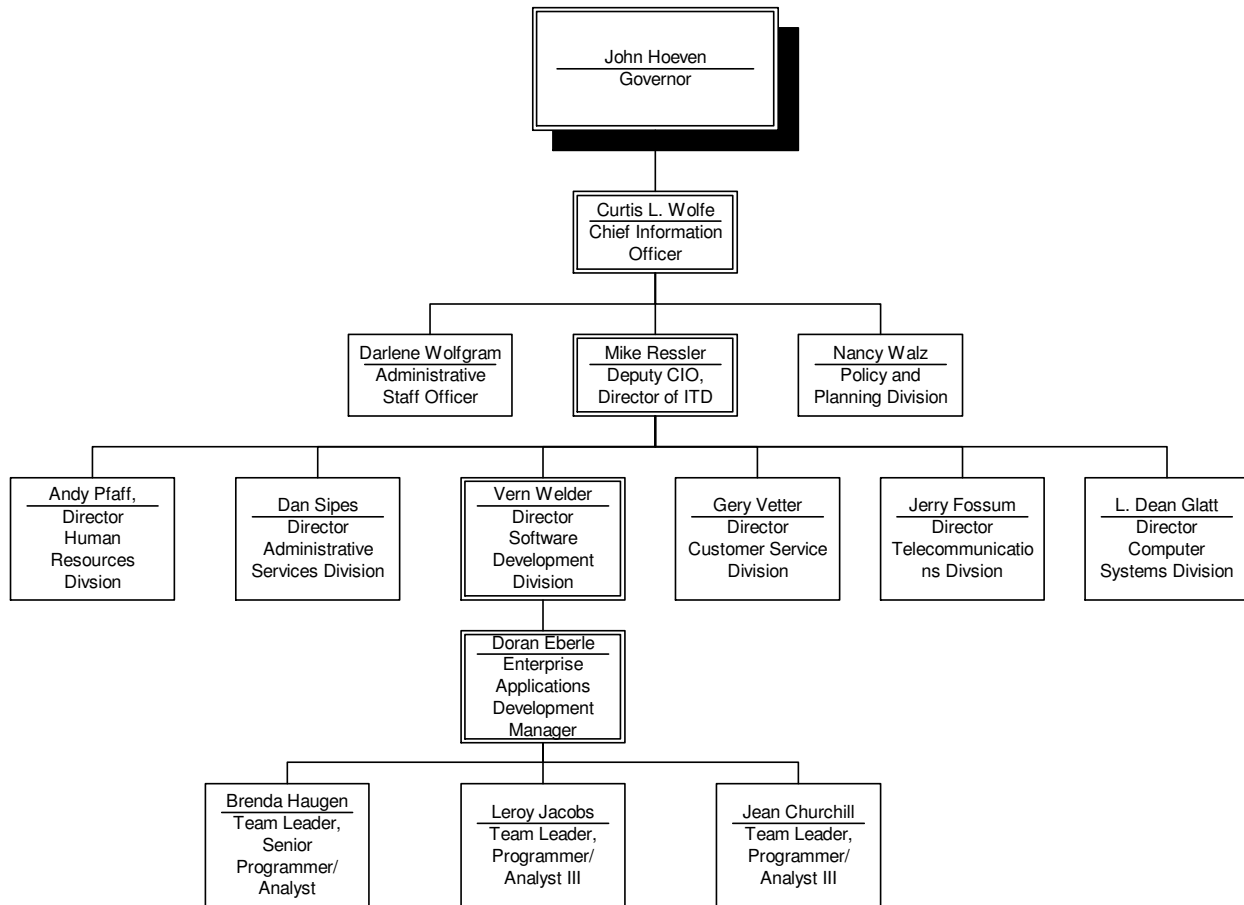 John Hoeven
Governor
Curtis L. Wolfe
Chief Information
Officer
Darlene Wolfgram
Administrative
Staff Officer
Mike Ressler
Deputy CIO,
Director of ITD
Nancy Walz
Policy and
Planning Division
Andy Pfaff,
Director
Human
Resources
Divsion
Dan Sipes
Director
Administrative
Services Division
Vern Welder
Director
Software
Development
Division
Gery Vetter
Director
Customer Service
Division
Jerry Fossum
Director
Telecommunicatio
ns Divsion
L. Dean Glatt
Director
Computer
Systems Division
Doran Eberle
Enterprise
Applications
Development
Manager
Brenda Haugen
Team Leader,
Senior
Programmer/
Analyst
Leroy Jacobs
Team Leader,
Programmer/
Analyst III
Jean Churchill
Team Leader,
Programmer/
Analyst III